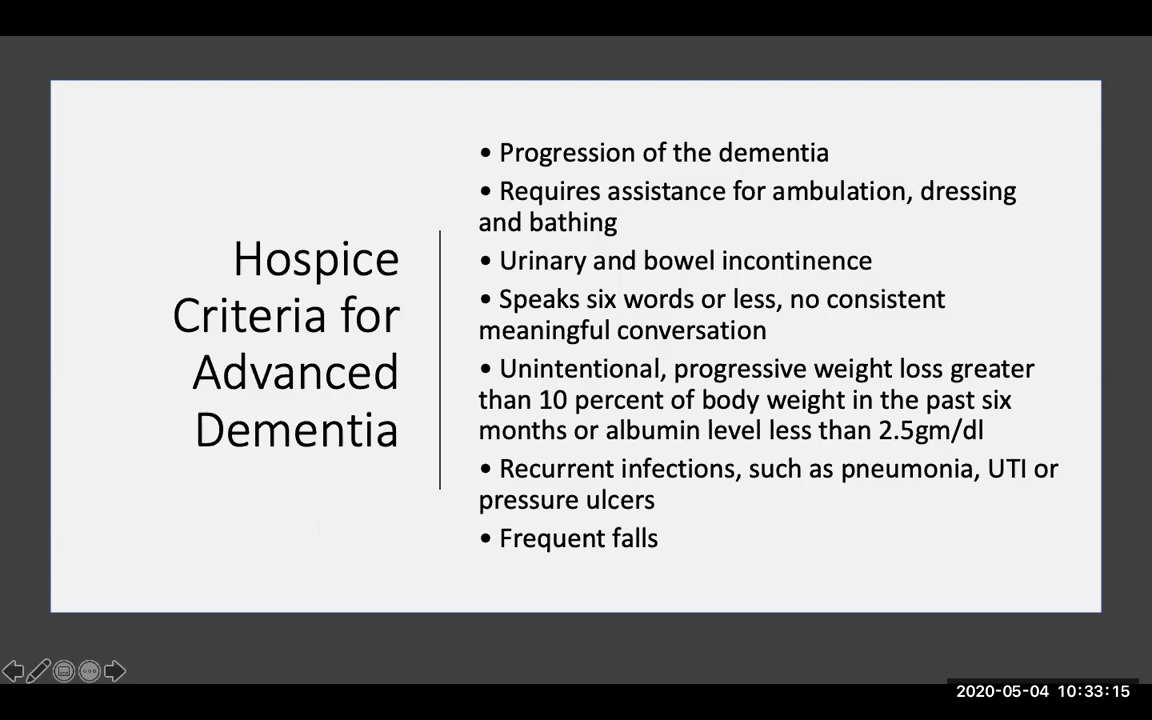 Hospice
Criteria for
Advanced
Dementia
• Progression of the dementia
• Requires assistance for ambulation, dressing
and bathing
• Urinary and bowel incontinence
• Speaks six words or less, no consistent
meaningful conversation
• Unintentional, progressive weight loss greater
than 10 percent of body weight in the past six
months or albumin level less than 2.5gm/dl
• Recurrent infections, such as pneumonia, UTI or
pressure ulcers
• Frequent falls
2020-05-04 10:33:15